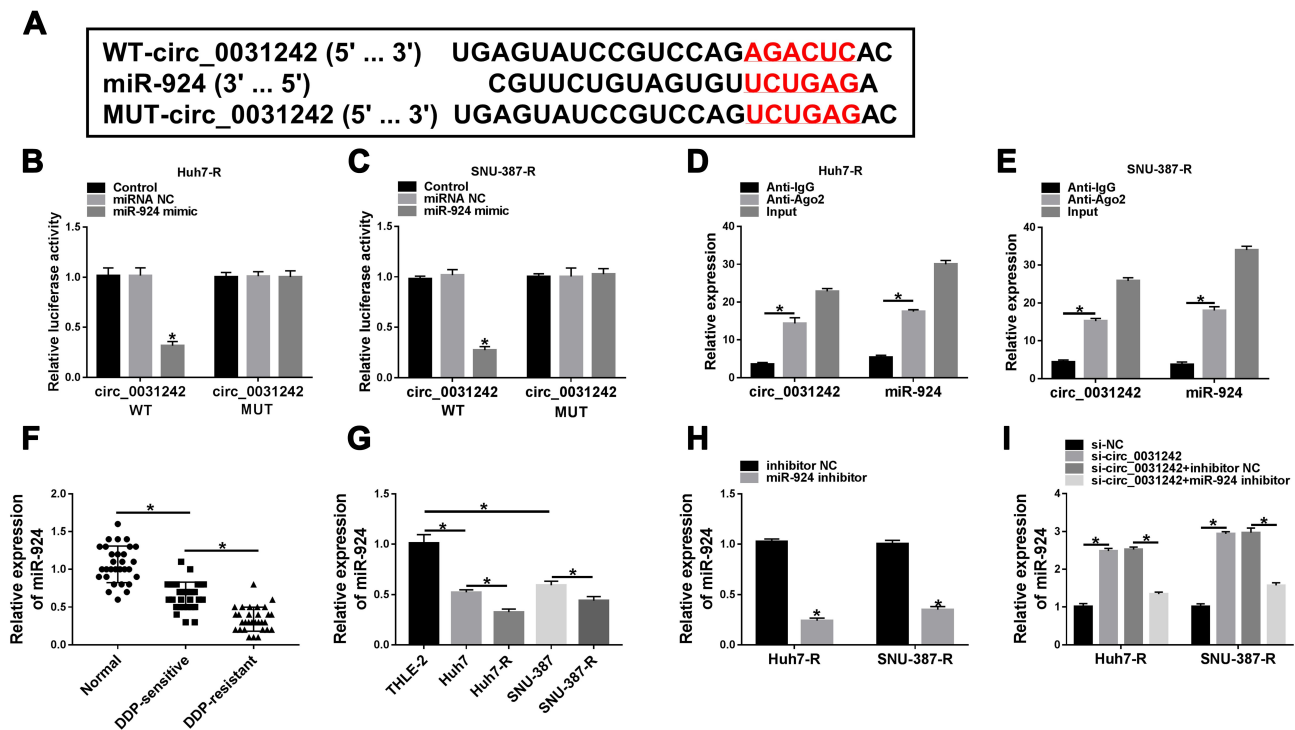 A
WT-circ_0031242 (5' ... 3') UGAGUAUCCGUCCAGAGACUCAC
miR-924 (3' ... 5') CGUUCUGUAGUGUUCUGAGA
MUT-circ_0031242 (5' ... 3') UGAGUAUCCGUCCAGUCUGAGAC
B
Huh7-R
Control
miRNA NC
miR-924 mimic
Relative luciferase activity
1.5
1.0
0.5
0.0
circ_0031242 circ_0031242
WT MUT
C
SNU-387-R
Control
miRNA NC
miR-924 mimic
Relative luciferase activity
1.5
1.0
0.5
0.0
* 
circ_0031242 circ_0031242
WT MUT
D
Huh7-R
Anti-IgG
Anti-Ago2
Input
Relative expression
40
30
20
10
0
* *
circ_0031242 miR-924
E
SNU-387-R
Anti-IgG
Anti-Ago2
Input
Relative expression
40
30
20
10
0
* *
circ_0031242 miR-924
F
Relative expression
of miR-924
2.0
1.5
1.0
0.5
0.0
* *
Normal
DDP-sensitive
DDP-resistant
G
Relative expression
of miR-924
1.5
1.0
0.5
0.0
* * * *
THLE-2
Huh7
Huh7-R
SNU-387
SNU-387-R
H
inhibitor NC
miR-924 inhibitor
Relative expression
of miR-924
1.5
1.0
0.5
0.0
* *
Huh7-R SNU-387-R
I
si-NC
si-circ_0031242
si-circ_0031242+inhibitor NC
si-circ_0031242+miR-924 inhibitor
Relative expression
of miR-924
4
3
2
1
0
* * * *
Huh7-R SNU-387-R